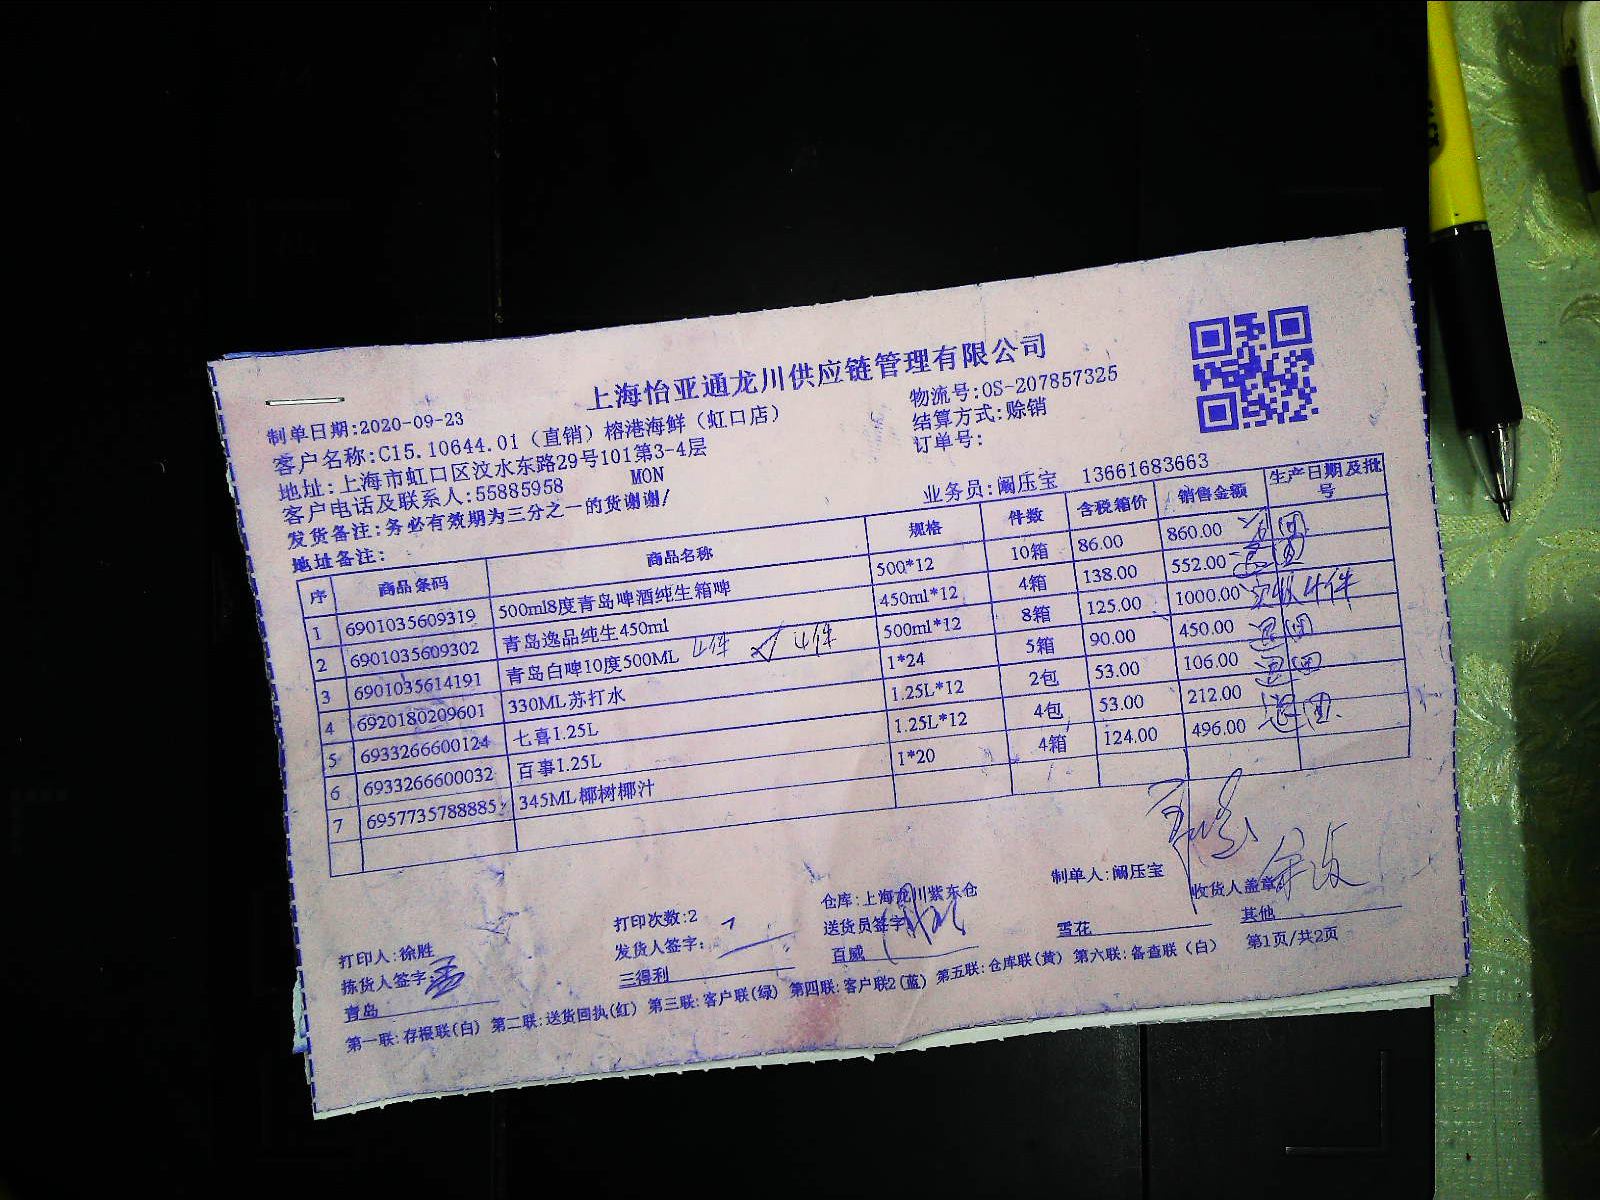 上海怡亚通龙川供应链管理有限公司
制单日期:2020-09-23
物流号:OS-207857325
客户名称:C15.10644.01（直销）榕港海鲜（虹口店）
结算方式:赊销
地址:上海市虹口区汶水东路29号101第3-4层
订单号:
客户电话及联系人:55885958 MON
业务员:阚压宝 13661683663
发货备注:务必有效期为三分之一的货谢谢/
地址备注:
序 商品条码 商品名称 规格 件数 含税箱价 销售金额 生产日期及批号
1 6901035609319 500ml8度青岛啤酒纯生箱啤 500*12 10箱 86.00 860.00
2 6901035609302 青岛逸品纯生450ml 450ml*12 4箱 138.00 552.00
3 6901035614191 青岛白啤10度500ML 4件 ✓ 4件 500ml*12 8箱 125.00 1000.00 实收4件
4 6920180209601 330ML苏打水 1*24 5箱 90.00 450.00 退回
5 6933266600124 七喜1.25L 1.25L*12 2包 53.00 106.00 退回
6 6933266600032 百事1.25L 1.25L*12 4包 53.00 212.00 退回
7 6957735788885 345ML椰树椰汁 1*20 4箱 124.00 496.00
打印人:徐胜 打印次数:2 仓库:上海龙川紫东仓 制单人:阚压宝 收货人盖章
拣货人签字: 孟 发货人签字: 送货员签字
青岛 三得利 百威 雪花 其他
第一联:存根联(白) 第二联:送货回执(红) 第三联:客户联(绿) 第四联:客户联2(蓝) 第五联:仓库联(黄) 第六联:备查联（白） 第1页/共2页